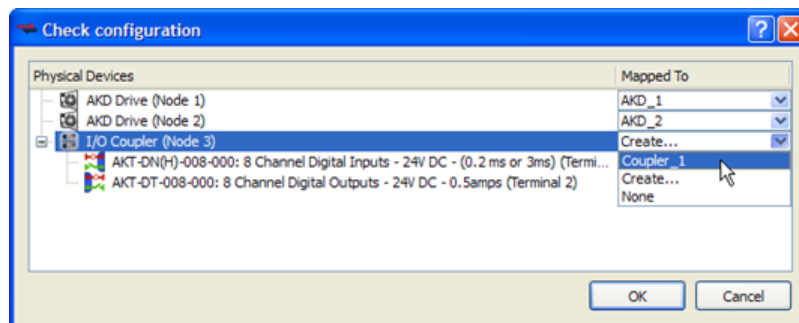 Check configuration
Physical Devices Mapped To
AKD Drive (Node 1) AKD_1
AKD Drive (Node 2) AKD_2
I/O Coupler (Node 3) Create...
AKT-DN(H)-008-000: 8 Channel Digital Inputs - 24V DC - (0.2 ms or 3ms) (Termi... Coupler_1
AKT-DT-008-000: 8 Channel Digital Outputs - 24V DC - 0.5amps (Terminal 2) Create...
None
OK Cancel